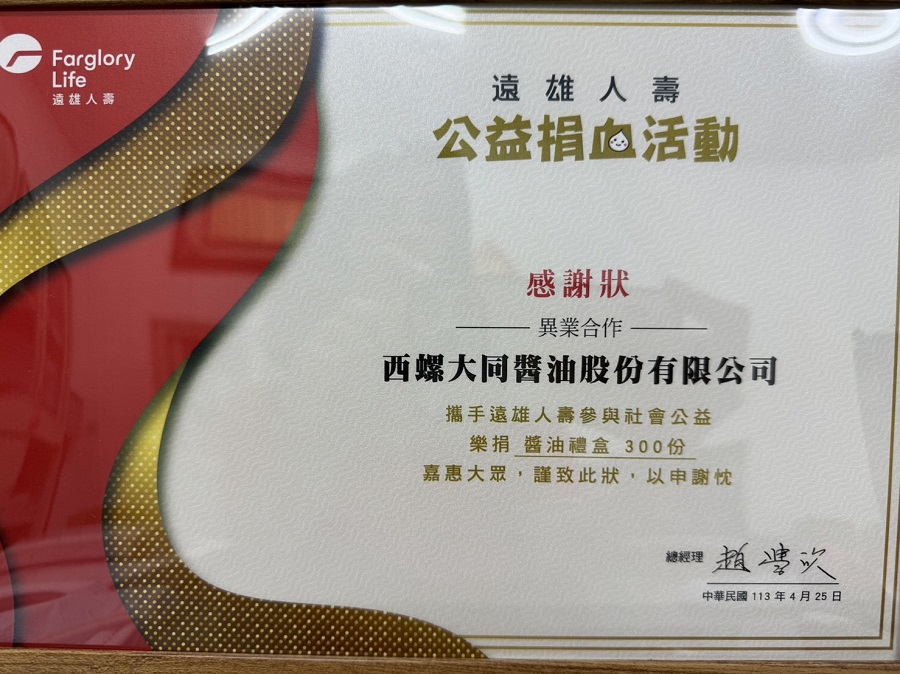 Farglory
Life
遠雄人壽
遠雄人壽
公益捐血活動
感謝狀
異業合作
西螺大同醬油股份有限公司
攜手遠雄人壽參與社會公益
樂捐 醬油禮盒 300份
嘉惠大眾，謹致此狀，以申謝忱
總經理 趙學欣
中華民國 113 年 4 月 25 日